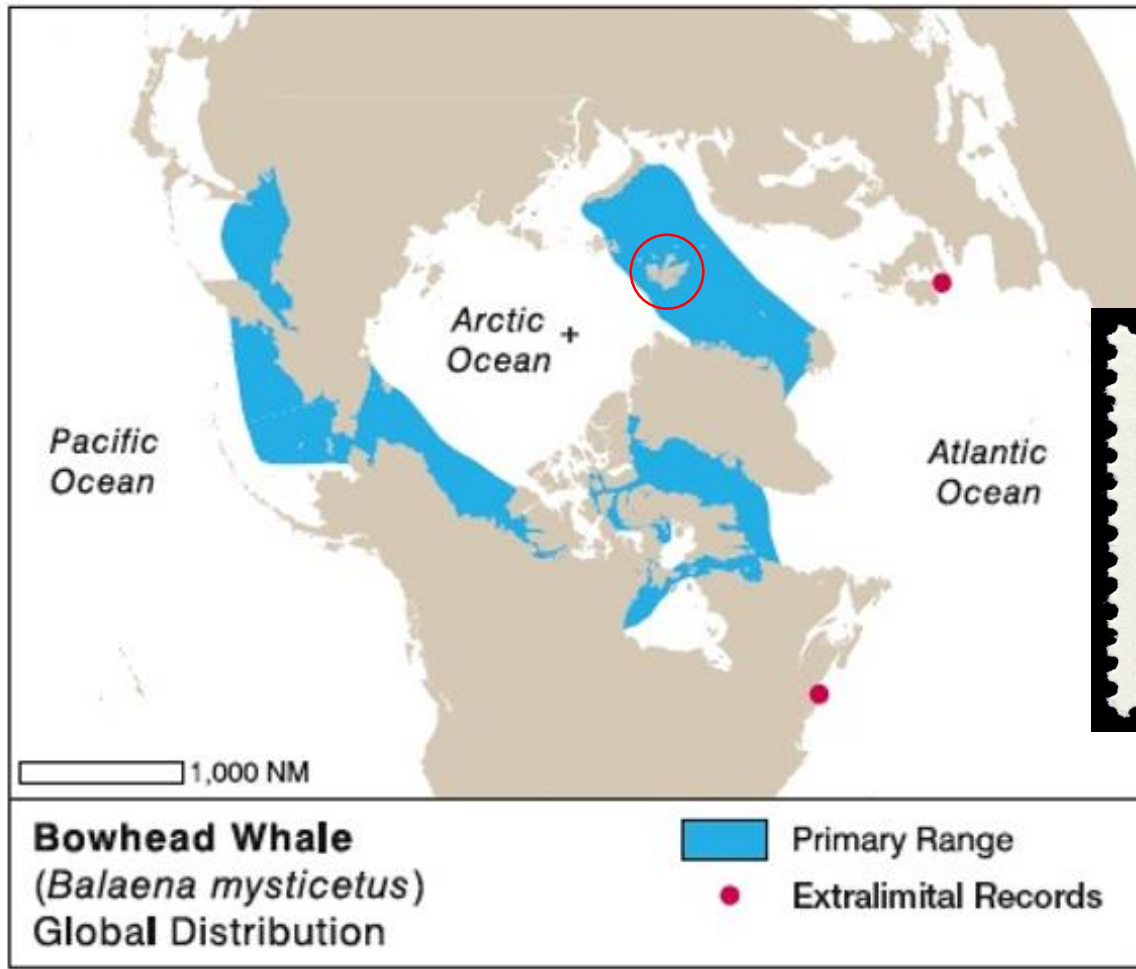 Arctic
Ocean
Pacific
Ocean
Atlantic
Ocean
1,000 NM
Bowhead Whale
(Balaena mysticetus)
Global Distribution
Primary Range
Extralimital Records